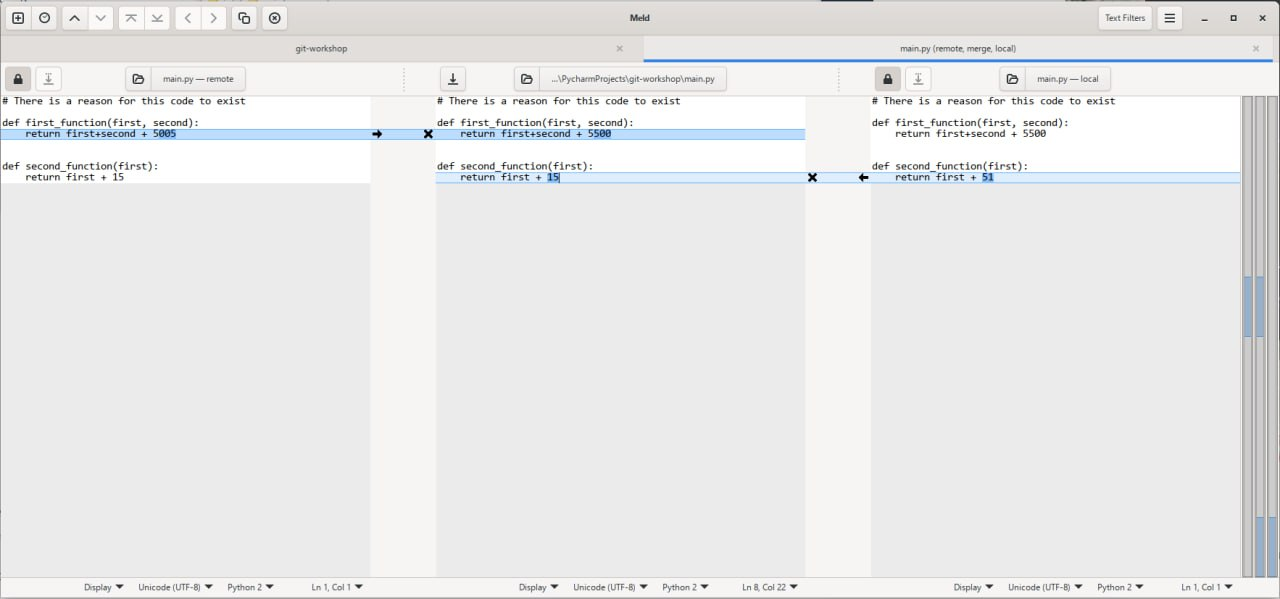 Meld
Text Filters
git-workshop
main.py (remote, merge, local)
main.py — remote
...\PycharmProjects\git-workshop\main.py
main.py — local
# There is a reason for this code to exist
def first_function(first, second):
return first+second + 5005
def second_function(first):
return first + 15
# There is a reason for this code to exist
def first_function(first, second):
return first+second + 5500
def second_function(first):
return first + 15
# There is a reason for this code to exist
def first_function(first, second):
return first+second + 5500
def second_function(first):
return first + 51
Display Unicode (UTF-8) Python 2 Ln 1, Col 1
Display Unicode (UTF-8) Python 2 Ln 8, Col 22
Display Unicode (UTF-8) Python 2 Ln 1, Col 1